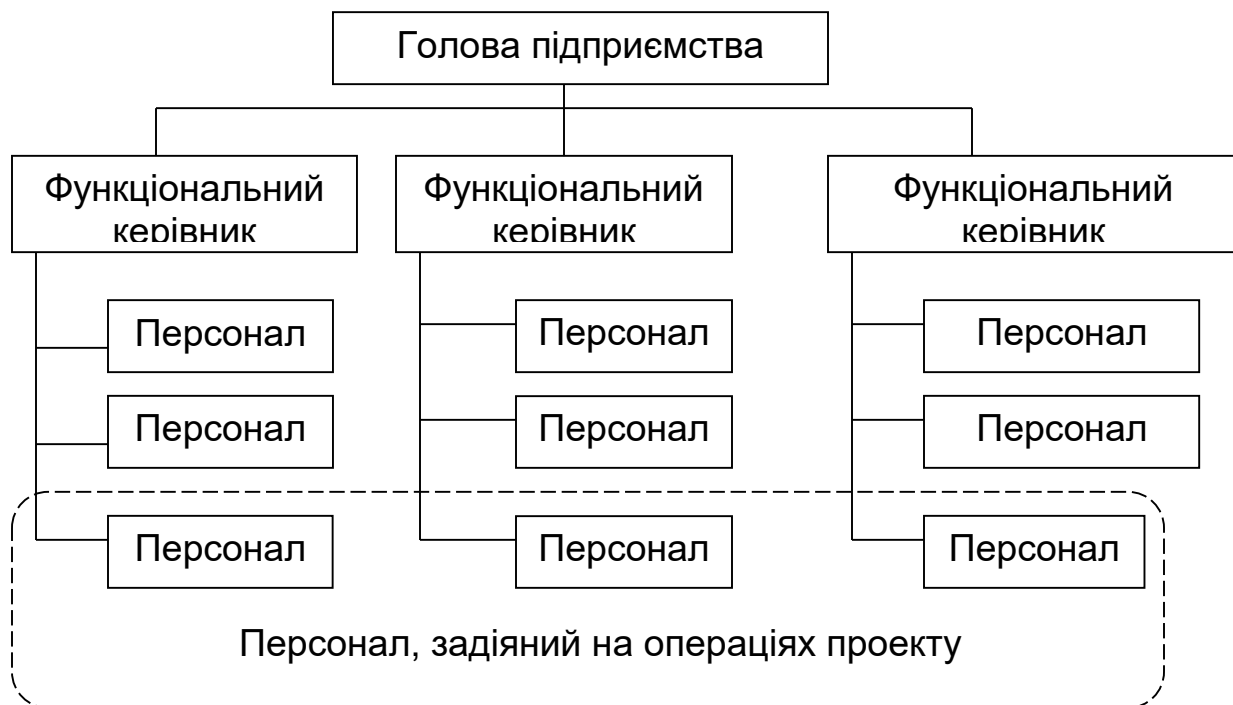 Голова підприємства
Функціональний
керівник
Функціональний
керівник
Функціональний
керівник
Персонал
Персонал
Персонал
Персонал
Персонал
Персонал
Персонал
Персонал
Персонал
Персонал, задіяний на операціях проекту